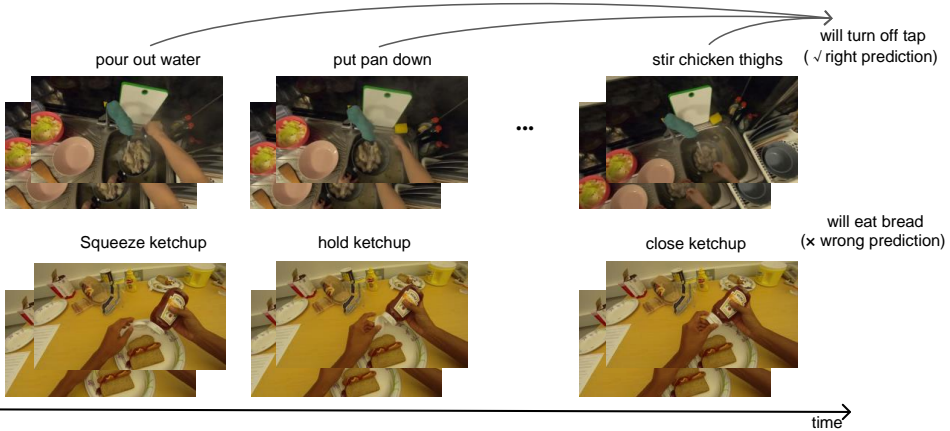 will turn off tap
(√ right prediction)
pour out water
put pan down
stir chicken thighs
...
will eat bread
(× wrong prediction)
Squeeze ketchup
hold ketchup
close ketchup
time